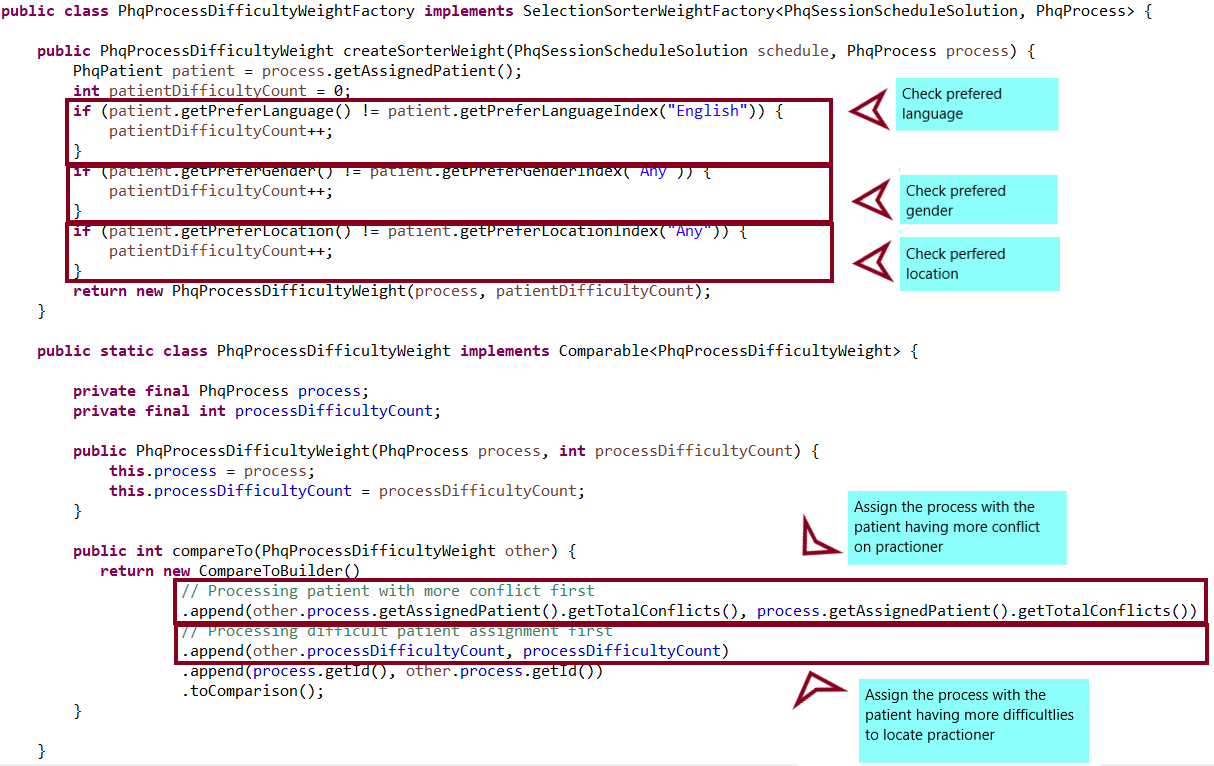 public class PhqProcessDifficultyWeightFactory implements SelectionSorterWeightFactory<PhqSessionScheduleSolution, PhqProcess> {
public PhqProcessDifficultyWeight createSorterWeight(PhqSessionScheduleSolution schedule, PhqProcess process) {
PhqPatient patient = process.getAssignedPatient();
int patientDifficultyCount = 0;
if (patient.getPreferLanguage() != patient.getPreferLanguageIndex("English")) {
patientDifficultyCount++;
}
Check prefered
language
if (patient.getPreferGender() != patient.getPreferGenderIndex("Any")) {
patientDifficultyCount++;
}
Check prefered
gender
if (patient.getPreferLocation() != patient.getPreferLocationIndex("Any")) {
patientDifficultyCount++;
}
Check perfered
location
return new PhqProcessDifficultyWeight(process, patientDifficultyCount);
}
public static class PhqProcessDifficultyWeight implements Comparable<PhqProcessDifficultyWeight> {
private final PhqProcess process;
private final int processDifficultyCount;
public PhqProcessDifficultyWeight(PhqProcess process, int processDifficultyCount) {
this.process = process;
this.processDifficultyCount = processDifficultyCount;
}
Assign the process with the
patient having more conflict
on practioner
public int compareTo(PhqProcessDifficultyWeight other) {
return new CompareToBuilder()
// Processing patient with more conflict first
.append(other.process.getAssignedPatient().getTotalConflicts(), process.getAssignedPatient().getTotalConflicts())
// Processing difficult patient assignment first
.append(other.processDifficultyCount, processDifficultyCount)
.append(process.getId(), other.process.getId())
.toComparison();
}
Assign the process with the
patient having more difficultlies
to locate practioner
}